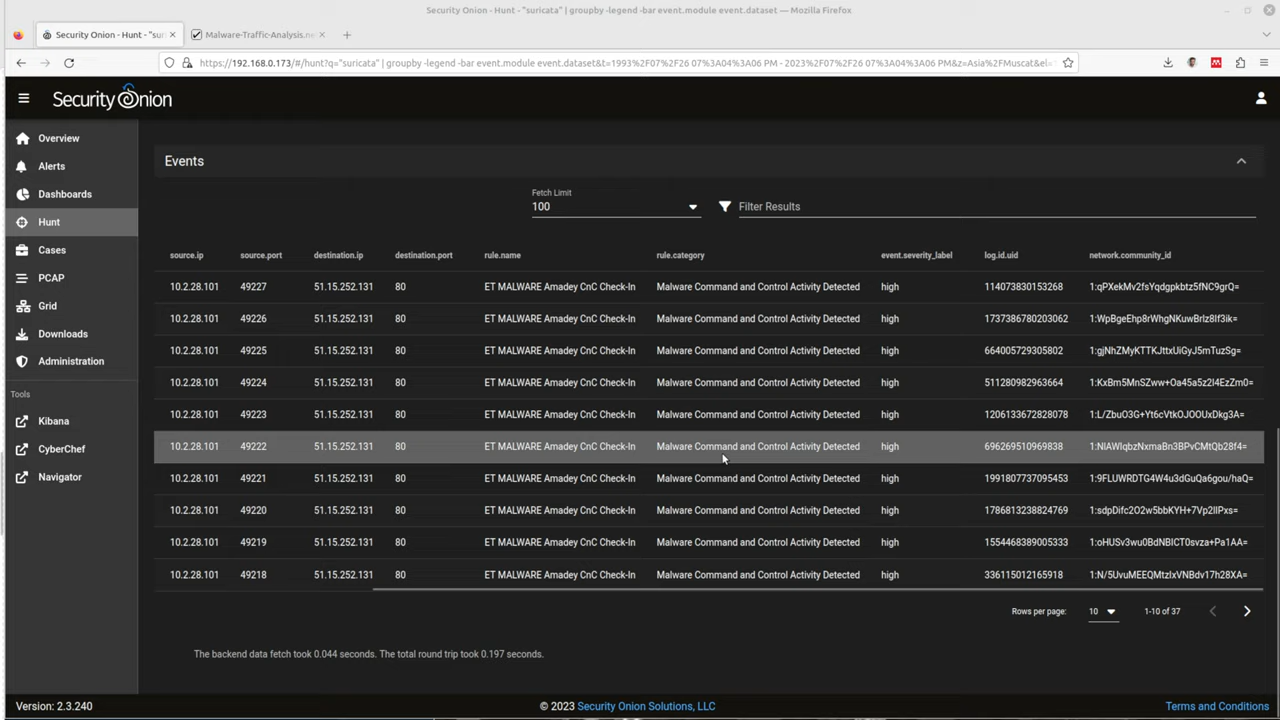 Security Onion - Hunt - "suricata" | groupby -legend -bar event.module event.dataset — Mozilla Firefox
Security Onion - Hunt - "suri
Malware-Traffic-Analysis.ne
https://192.168.0.173/#/hunt?q="suricata" | groupby -legend -bar event.module event.dataset&t=1993%2F07%2F26 07%3A04%3A06 PM - 2023%2F07%2F26 07%3A04%3A06 PM&z=Asia%2FMuscat&el=
Security Onion
Overview
Alerts
Dashboards
Hunt
Cases
PCAP
Grid
Downloads
Administration
Tools
Kibana
CyberChef
Navigator
Events
Fetch Limit
100
Filter Results
source.ip source.port destination.ip destination.port rule.name rule.category event.severity_label log.id.uid network.community_id
10.2.28.101 49227 51.15.252.131 80 ET MALWARE Amadey CnC Check-In Malware Command and Control Activity Detected high 114073830153268 1:qPXekMv2fsYqdgpkbtz5fNC9grQ=
10.2.28.101 49226 51.15.252.131 80 ET MALWARE Amadey CnC Check-In Malware Command and Control Activity Detected high 1737386780203062 1:WpBgeEhp8rWhgNKuwBrlz8If3ik=
10.2.28.101 49225 51.15.252.131 80 ET MALWARE Amadey CnC Check-In Malware Command and Control Activity Detected high 664005729305802 1:gjNhZMyKTTKJttxUiGyJ5mTuzSg=
10.2.28.101 49224 51.15.252.131 80 ET MALWARE Amadey CnC Check-In Malware Command and Control Activity Detected high 511280982963664 1:KxBm5MnSZww+Oa45a5z2l4EzZm0=
10.2.28.101 49223 51.15.252.131 80 ET MALWARE Amadey CnC Check-In Malware Command and Control Activity Detected high 1206133672828078 1:L/ZbuO3G+Yt6cVtkOJOOUxDkg3A=
10.2.28.101 49222 51.15.252.131 80 ET MALWARE Amadey CnC Check-In Malware Command and Control Activity Detected high 696269510969838 1:NIAWIqbzNxmaBn3BPvCMtQb28f4=
10.2.28.101 49221 51.15.252.131 80 ET MALWARE Amadey CnC Check-In Malware Command and Control Activity Detected high 1991807737095453 1:9FLUWRDTG4W4u3dGuQa6gou/haQ=
10.2.28.101 49220 51.15.252.131 80 ET MALWARE Amadey CnC Check-In Malware Command and Control Activity Detected high 1786813238824769 1:sdpDifc2O2w5bbKYH+7Vp2IlPxs=
10.2.28.101 49219 51.15.252.131 80 ET MALWARE Amadey CnC Check-In Malware Command and Control Activity Detected high 1554468389005333 1:oHUSv3wu0BdNBICT0svza+Pa1AA=
10.2.28.101 49218 51.15.252.131 80 ET MALWARE Amadey CnC Check-In Malware Command and Control Activity Detected high 336115012165918 1:N/5UvuMEEQMtzIxVNBdv17h28XA=
Rows per page: 10 1-10 of 37
The backend data fetch took 0.044 seconds. The total round trip took 0.197 seconds.
Version: 2.3.240 © 2023 Security Onion Solutions, LLC Terms and Conditions